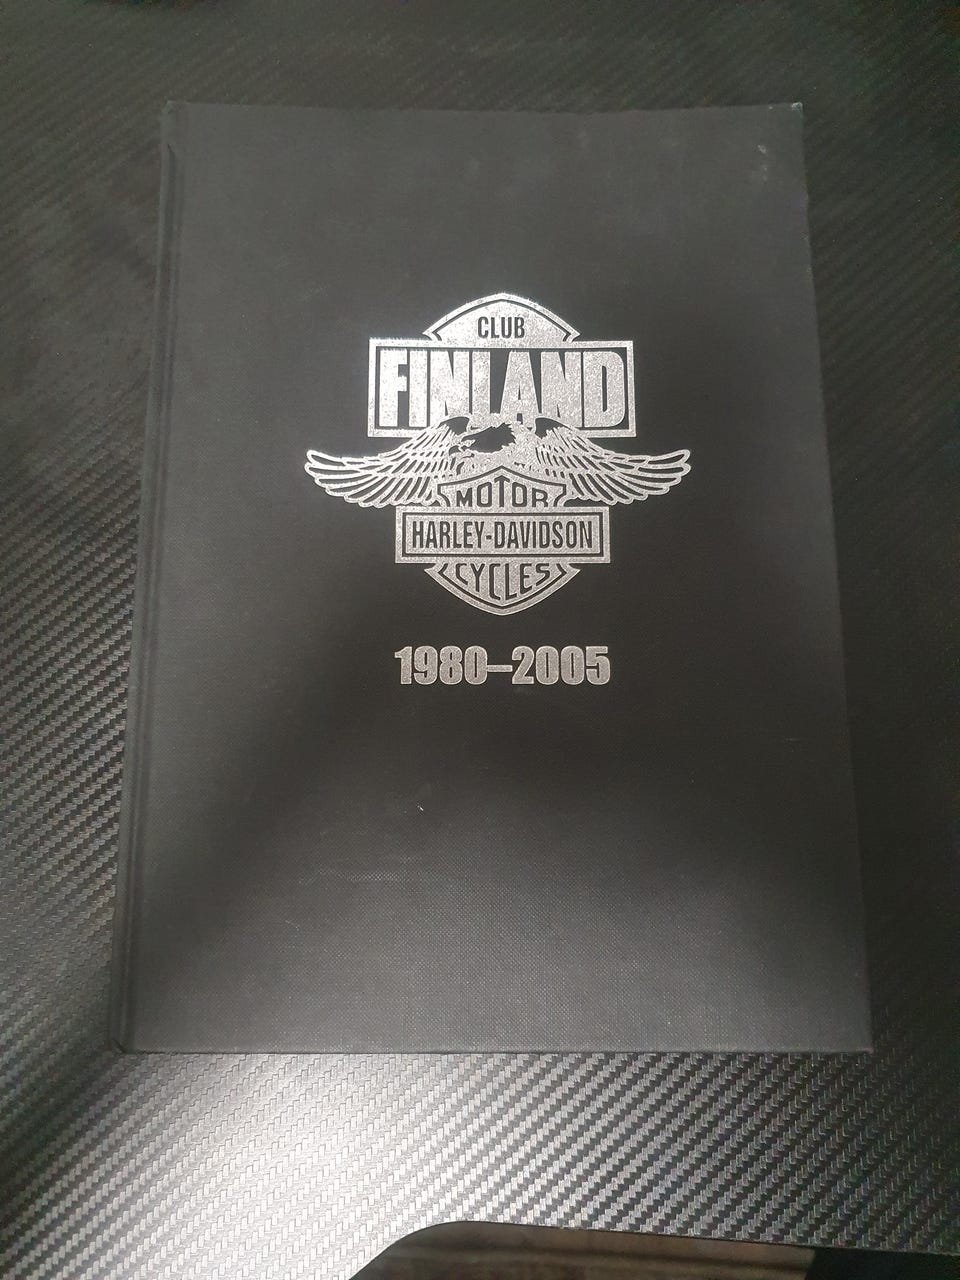 CLUB
FINLAND
MOTOR
HARLEY-DAVIDSON
CYCLES
1980–2005